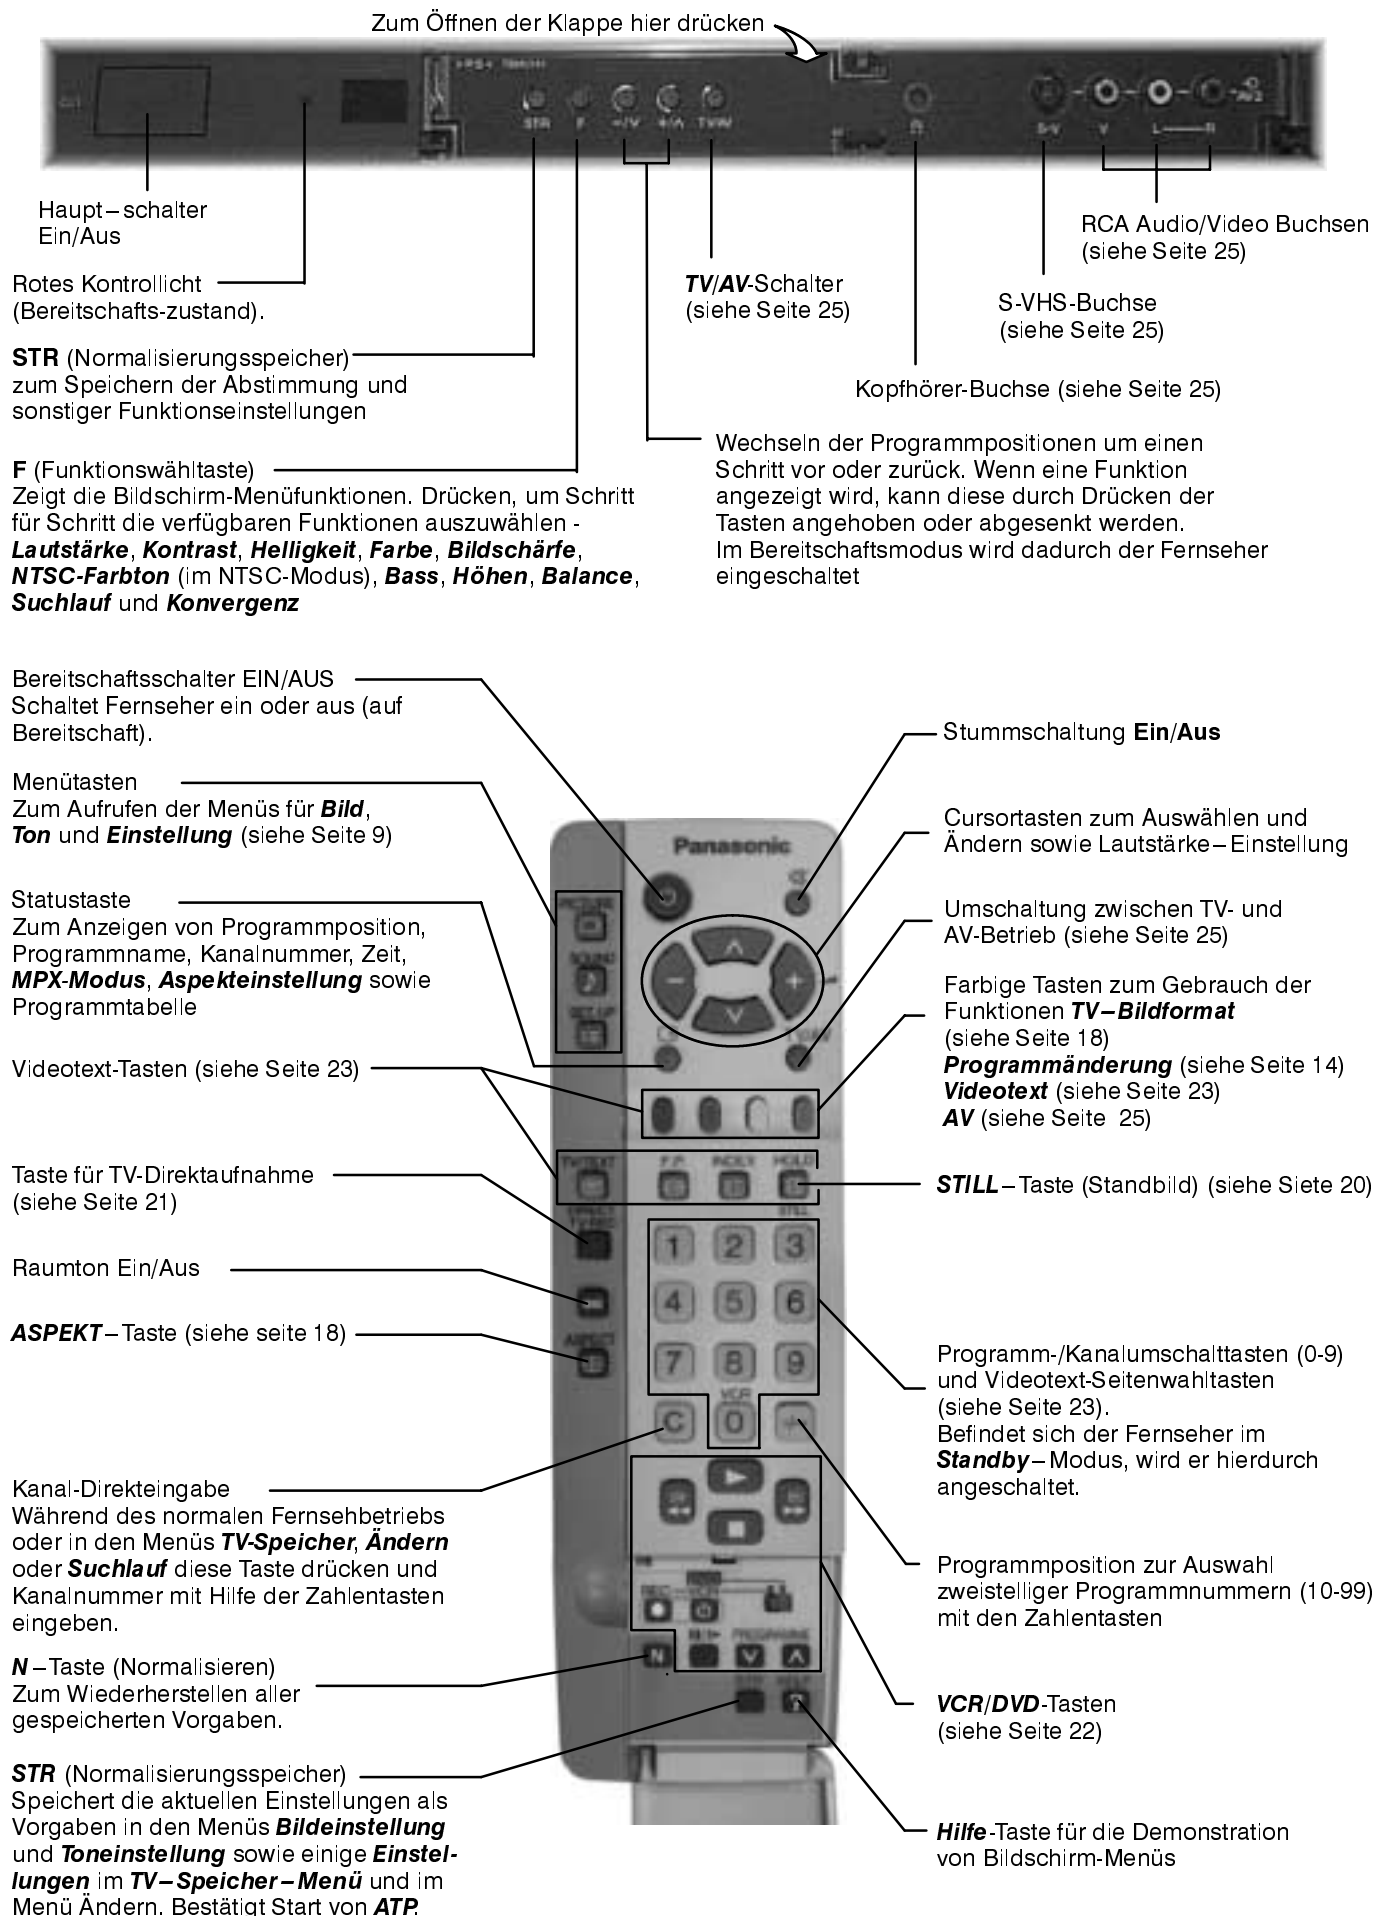 Zum Öffnen der Klappe hier drücken
STR
F
–/∨
+/∧
TV/AV
S-V
V
L
R
AV3
Haupt–schalter
Ein/Aus
Rotes Kontrollicht
(Bereitschafts-zustand).
STR (Normalisierungsspeicher)
zum Speichern der Abstimmung und
sonstiger Funktionseinstellungen
F (Funktionswähltaste)
Zeigt die Bildschirm-Menüfunktionen. Drücken, um Schritt
für Schritt die verfügbaren Funktionen auszuwählen -
Lautstärke, Kontrast, Helligkeit, Farbe, Bildschärfe,
NTSC-Farbton (im NTSC-Modus), Bass, Höhen, Balance,
Suchlauf und Konvergenz
TV/AV-Schalter
(siehe Seite 25)
RCA Audio/Video Buchsen
(siehe Seite 25)
S-VHS-Buchse
(siehe Seite 25)
Kopfhörer-Buchse (siehe Seite 25)
Wechseln der Programmpositionen um einen
Schritt vor oder zurück. Wenn eine Funktion
angezeigt wird, kann diese durch Drücken der
Tasten angehoben oder abgesenkt werden.
Im Bereitschaftsmodus wird dadurch der Fernseher
eingeschaltet
Bereitschaftsschalter EIN/AUS
Schaltet Fernseher ein oder aus (auf
Bereitschaft).
Menütasten
Zum Aufrufen der Menüs für Bild,
Ton und Einstellung (siehe Seite 9)
Statustaste
Zum Anzeigen von Programmposition,
Programmname, Kanalnummer, Zeit,
MPX-Modus, Aspekteinstellung sowie
Programmtabelle
Videotext-Tasten (siehe Seite 23)
Taste für TV-Direktaufnahme
(siehe Seite 21)
Raumton Ein/Aus
ASPEKT–Taste (siehe seite 18)
Kanal-Direkteingabe
Während des normalen Fernsehbetriebs
oder in den Menüs TV-Speicher, Ändern
oder Suchlauf diese Taste drücken und
Kanalnummer mit Hilfe der Zahlentasten
eingeben.
N–Taste (Normalisieren)
Zum Wiederherstellen aller
gespeicherten Vorgaben.
STR (Normalisierungsspeicher)
Speichert die aktuellen Einstellungen als
Vorgaben in den Menüs Bildeinstellung
und Toneinstellung sowie einige Einstel-
lungen im TV–Speicher–Menü und im
Menü Ändern. Bestätigt Start von ATP.
Panasonic
PICTURE
SOUND
SET UP
TV/AV
TV/TEXT
F.P.
INDEX
HOLD
DIRECT
TV REC
STILL
1 2 3
4 5 6
ASPECT
7 8 9
VCR
C 0
REC
VCR
PROGRAMME
N
STR
HELP
Stummschaltung Ein/Aus
Cursortasten zum Auswählen und
Ändern sowie Lautstärke–Einstellung
Umschaltung zwischen TV- und
AV-Betrieb (siehe Seite 25)
Farbige Tasten zum Gebrauch der
Funktionen TV–Bildformat
(siehe Seite 18)
Programmänderung (siehe Seite 14)
Videotext (siehe Seite 23)
AV (siehe Seite 25)
STILL–Taste (Standbild) (siehe Siete 20)
Programm-/Kanalumschalttasten (0-9)
und Videotext-Seitenwahltasten
(siehe Seite 23).
Befindet sich der Fernseher im
Standby–Modus, wird er hierdurch
angeschaltet.
Programmposition zur Auswahl
zweistelliger Programmnummern (10-99)
mit den Zahlentasten
VCR/DVD-Tasten
(siehe Seite 22)
Hilfe-Taste für die Demonstration
von Bildschirm-Menüs